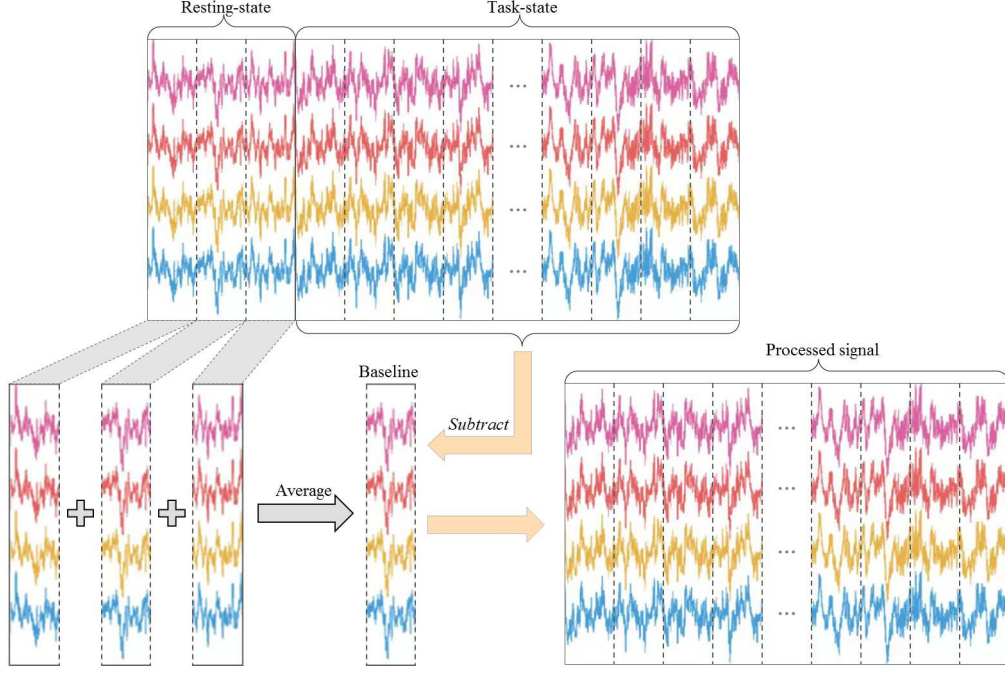 Resting-state
Task-state
...
...
...
...
Baseline
Processed signal
Subtract
Average
...
...
...
...